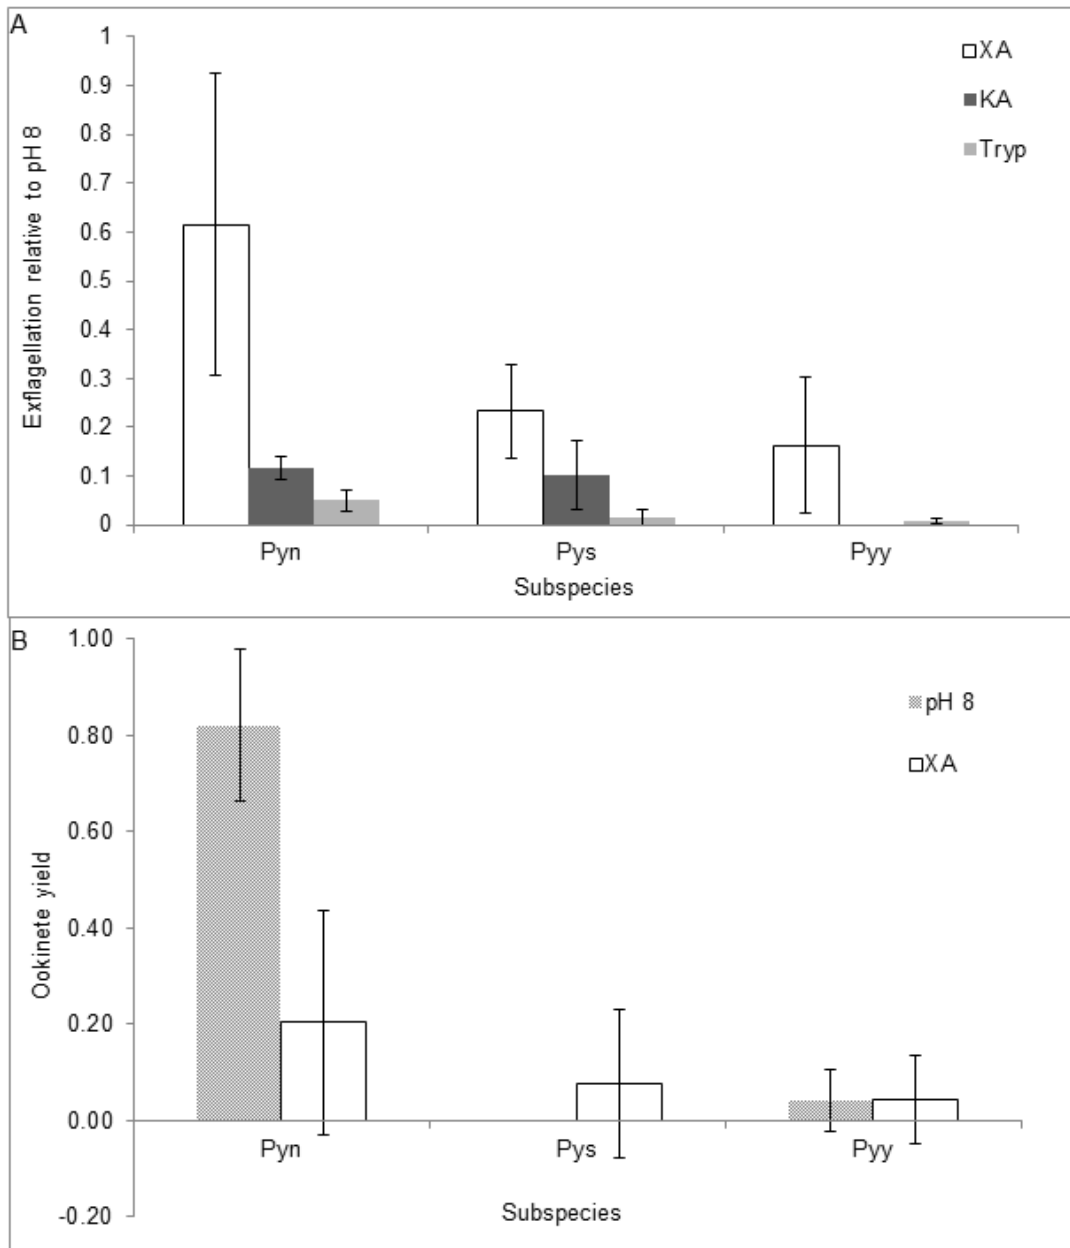 A
1
0.9
0.8
0.7
0.6
0.5
0.4
0.3
0.2
0.1
0
Exflagellation relative to pH 8
XA
KA
Tryp
Pyn Pys Pyy
Subspecies
B
1.00
0.80
0.60
0.40
0.20
0.00
-0.20
Ookinete yield
pH 8
XA
Pyn Pys Pyy
Subspecies